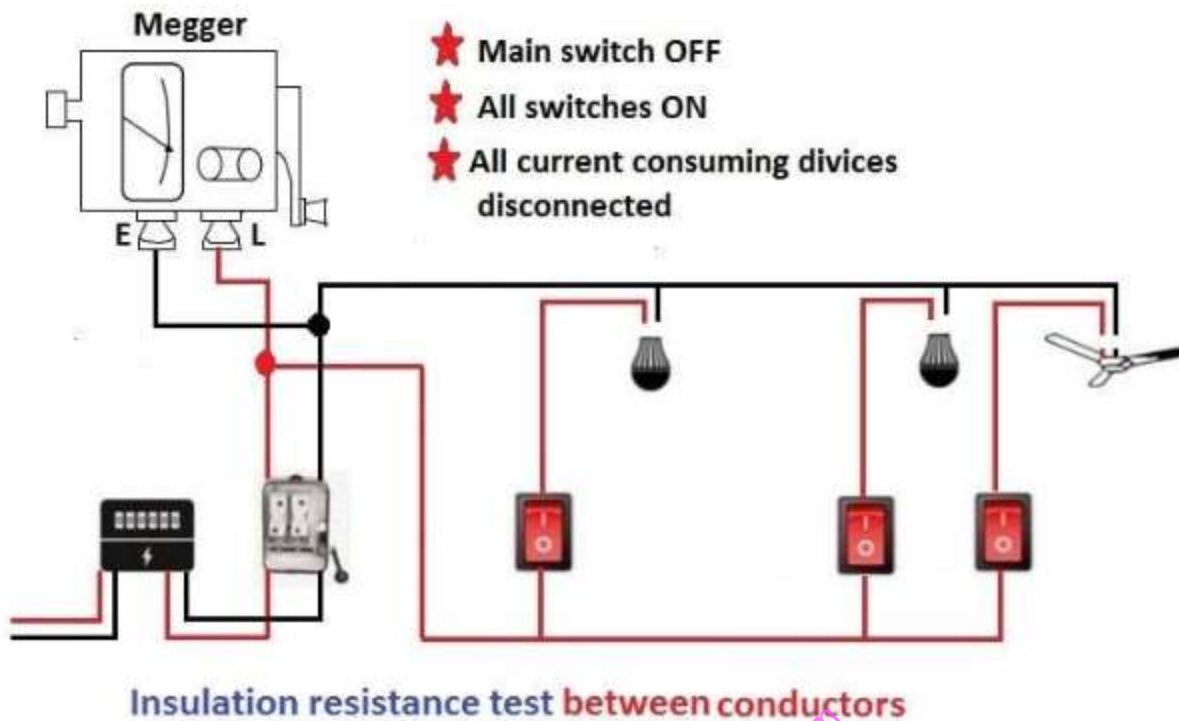 Megger
Main switch OFF
All switches ON
All current consuming divices
disconnected
E L
Insulation resistance test between conductors